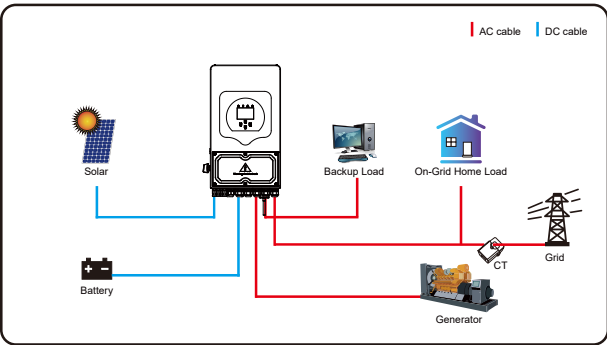 AC cable
DC cable
Solar
Backup Load
On-Grid Home Load
CT
Grid
Battery
Generator